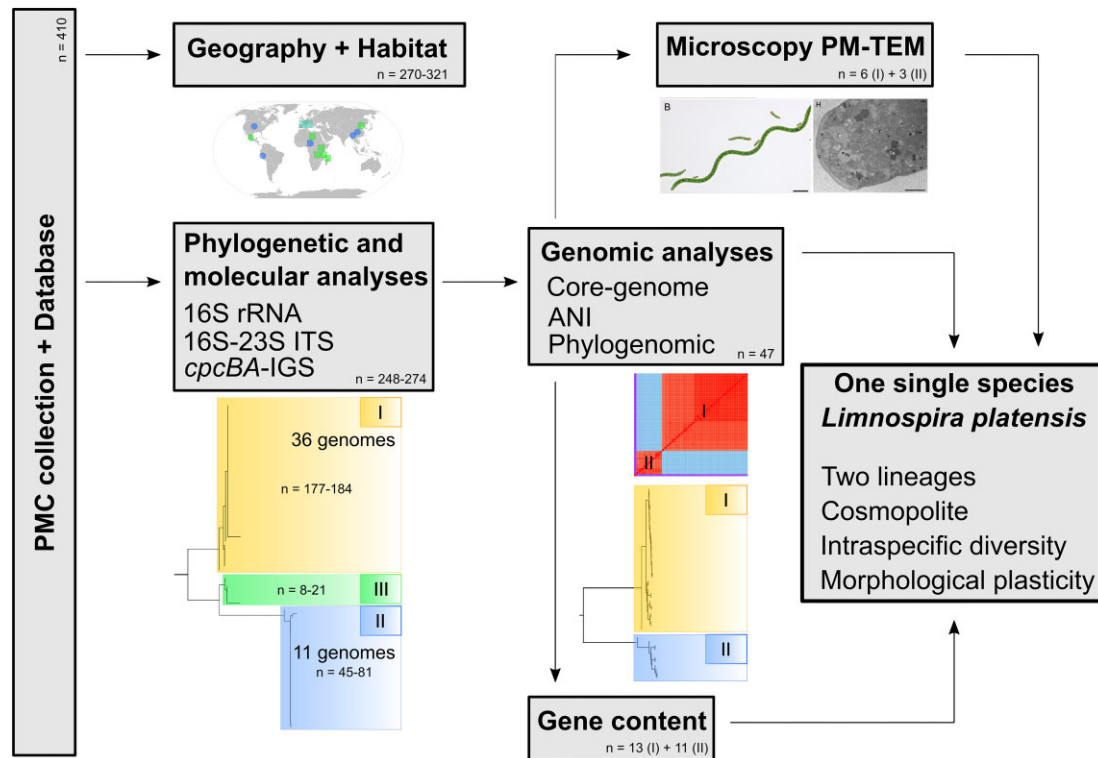 PMC collection + Database
n = 410
Geography + Habitat
n = 270-321
Phylogenetic and
molecular analyses
16S rRNA
16S-23S ITS
cpcBA-IGS
n = 248-274
I
36 genomes
n = 177-184
n = 8-21
III
II
11 genomes
n = 45-81
Microscopy PM-TEM
n = 6 (I) + 3 (II)
B
H
Genomic analyses
Core-genome
ANI
Phylogenomic
n = 47
I
II
I
II
Gene content
n = 13 (I) + 11 (II)
One single species
Limnospira platensis
Two lineages
Cosmopolite
Intraspecific diversity
Morphological plasticity